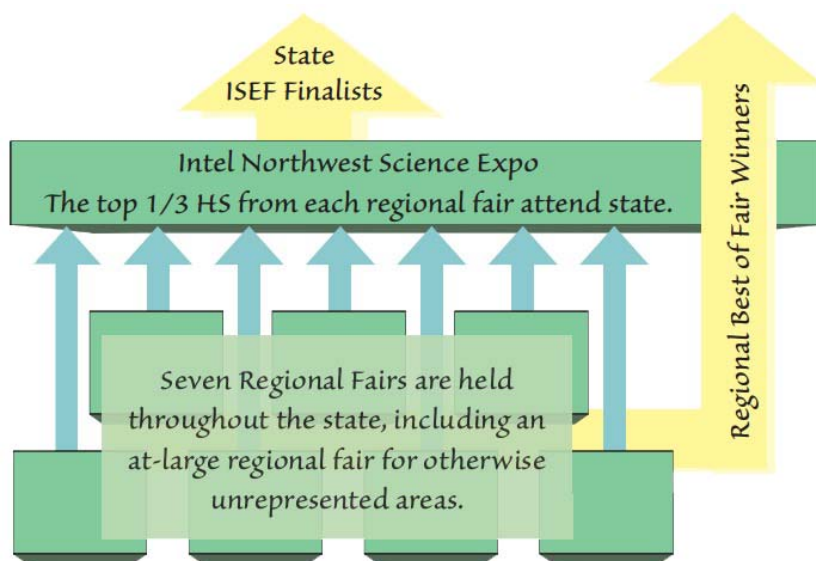 State
ISEF Finalists
Intel Northwest Science Expo
The top 1/3 HS from each regional fair attend state.
Regional Best of Fair Winners
Seven Regional Fairs are held
throughout the state, including an
at-large regional fair for otherwise
unrepresented areas.